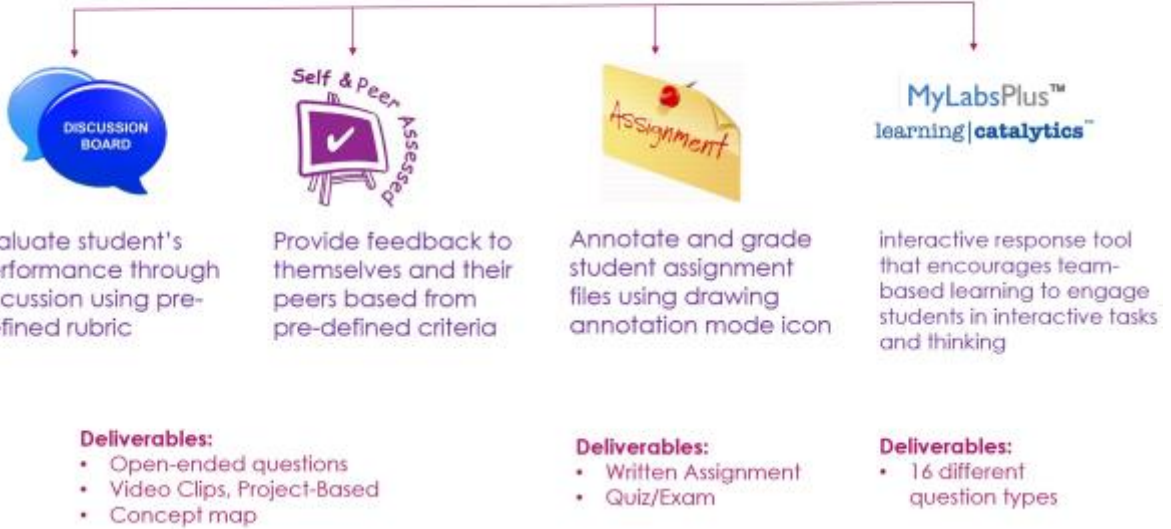 DISCUSSION
BOARD
aluate student's
rformance through
cussion using pre-
fined rubric
Self & Peer Assessed
Provide feedback to
themselves and their
peers based from
pre-defined criteria
Assignment
Annotate and grade
student assignment
files using drawing
annotation mode icon
MyLabsPlus™
learning|catalytics™
interactive response tool
that encourages team-
based learning to engage
students in interactive tasks
and thinking
Deliverables:
• Open-ended questions
• Video Clips, Project-Based
• Concept map
Deliverables:
• Written Assignment
• Quiz/Exam
Deliverables:
• 16 different
question types